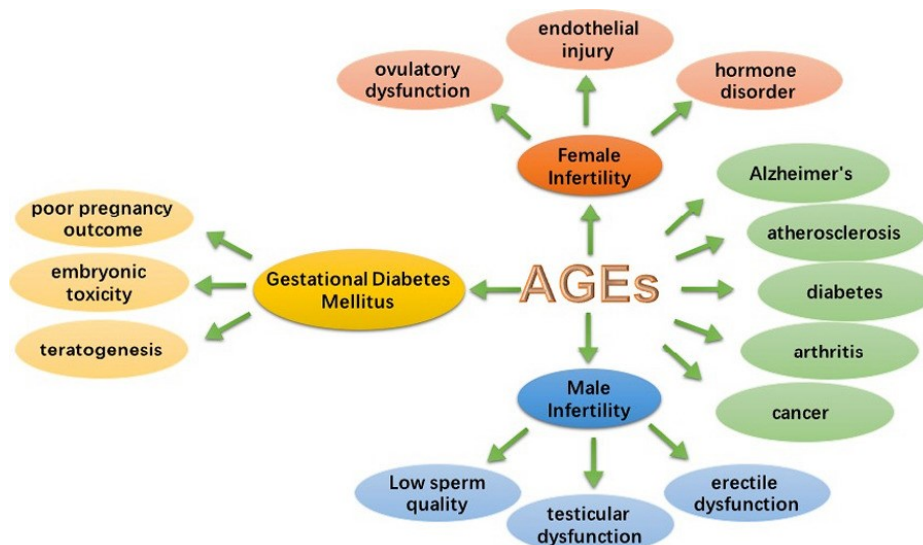 endothelial
injury
ovulatory
dysfunction
hormone
disorder
Female
Infertility
Alzheimer's
atherosclerosis
diabetes
arthritis
cancer
AGEs
Gestational Diabetes
Mellitus
poor pregnancy
outcome
embryonic
toxicity
teratogenesis
Male
Infertility
Low sperm
quality
testicular
dysfunction
erectile
dysfunction